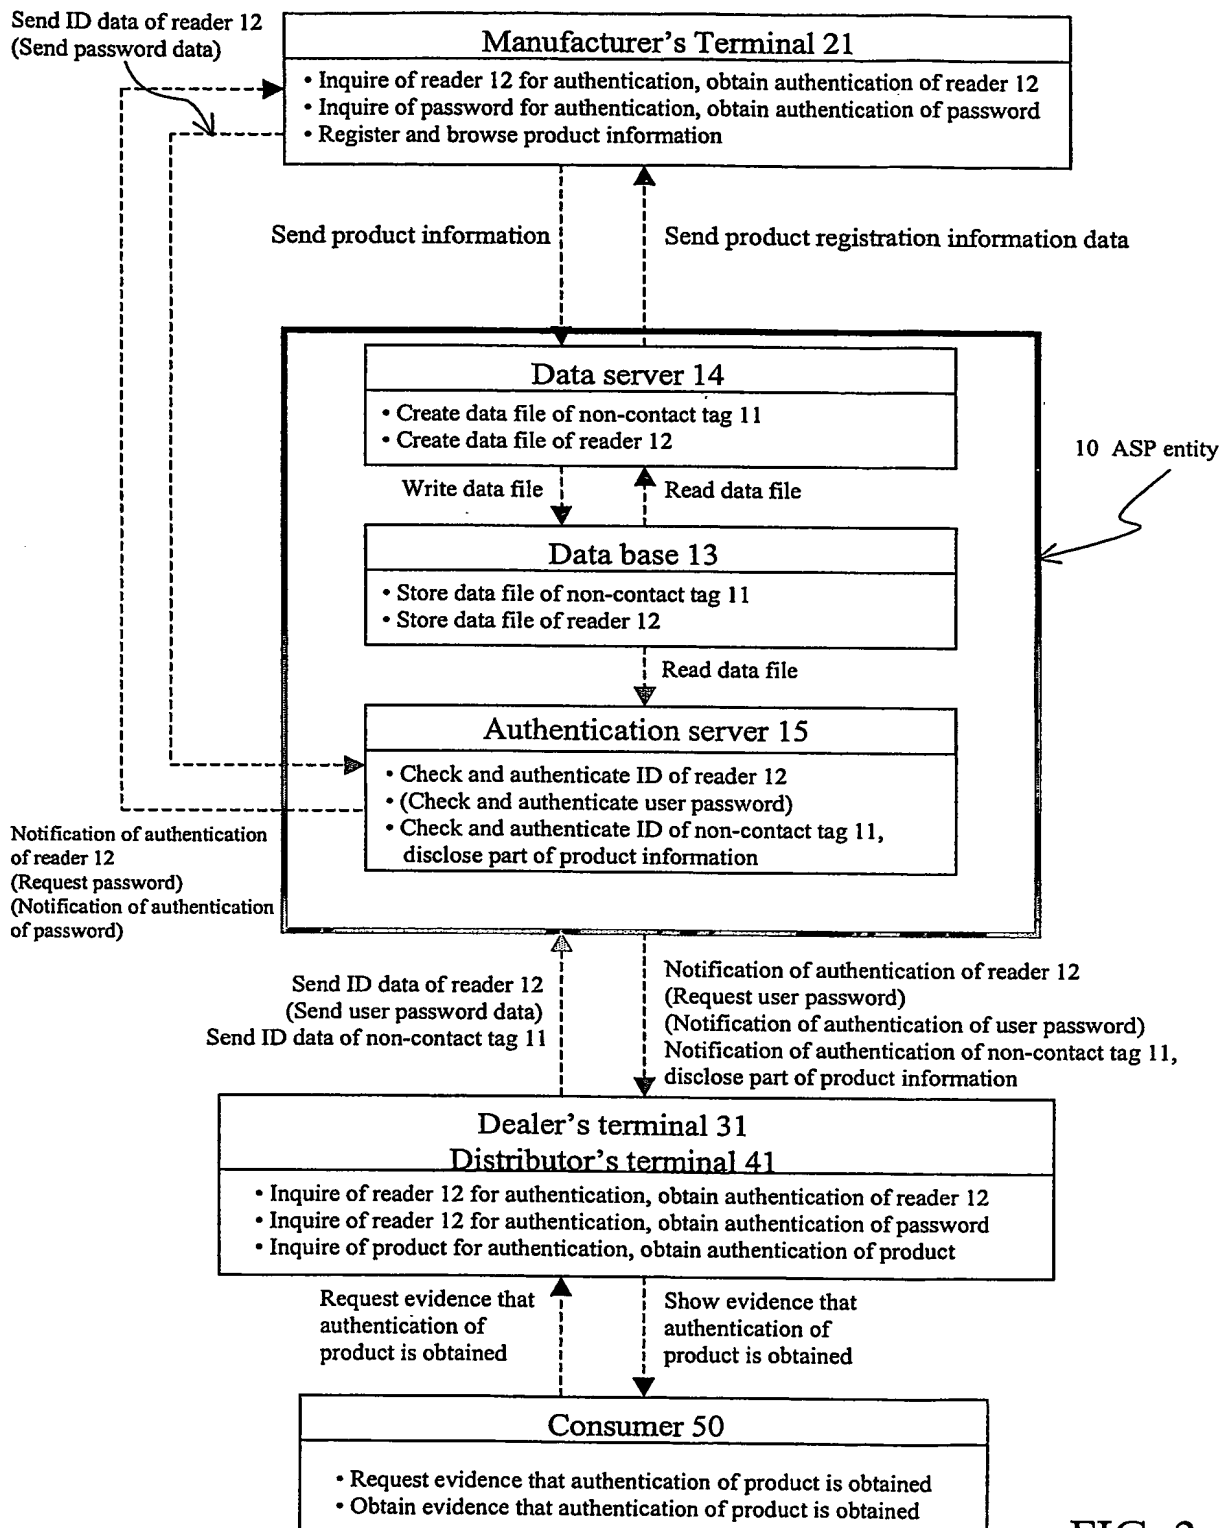 Send ID data of reader 12
(Send password data)
Manufacturer's Terminal 21
• Inquire of reader 12 for authentication, obtain authentication of reader 12
• Inquire of password for authentication, obtain authentication of password
• Register and browse product information
Send product information
Send product registration information data
Data server 14
• Create data file of non-contact tag 11
• Create data file of reader 12
10 ASP entity
Write data file
Read data file
Data base 13
• Store data file of non-contact tag 11
• Store data file of reader 12
Read data file
Authentication server 15
• Check and authenticate ID of reader 12
• (Check and authenticate user password)
• Check and authenticate ID of non-contact tag 11,
disclose part of product information
Notification of authentication
of reader 12
(Request password)
(Notification of authentication
of password)
Send ID data of reader 12
(Send user password data)
Send ID data of non-contact tag 11
Notification of authentication of reader 12
(Request user password)
(Notification of authentication of user password)
Notification of authentication of non-contact tag 11,
disclose part of product information
Dealer's terminal 31
Distributor's terminal 41
• Inquire of reader 12 for authentication, obtain authentication of reader 12
• Inquire of reader 12 for authentication, obtain authentication of password
• Inquire of product for authentication, obtain authentication of product
Request evidence that
authentication of
product is obtained
Show evidence that
authentication of
product is obtained
Consumer 50
• Request evidence that authentication of product is obtained
• Obtain evidence that authentication of product is obtained